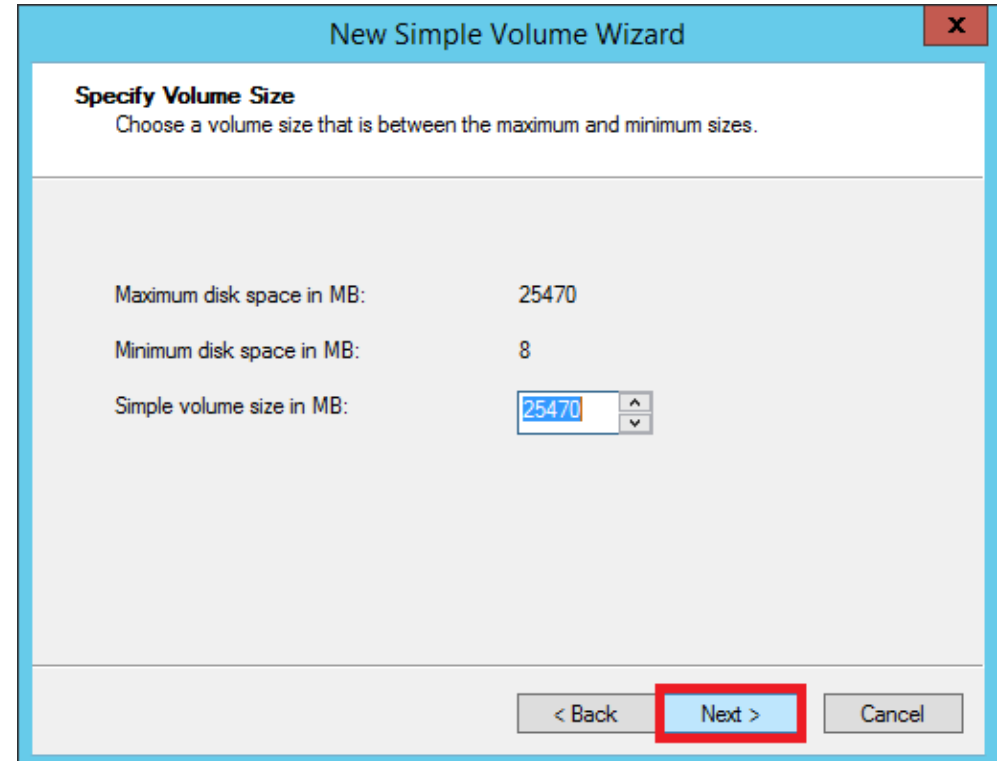 New Simple Volume Wizard
x
Specify Volume Size
Choose a volume size that is between the maximum and minimum sizes.
Maximum disk space in MB: 25470
Minimum disk space in MB: 8
Simple volume size in MB: 25470
< Back Next > Cancel